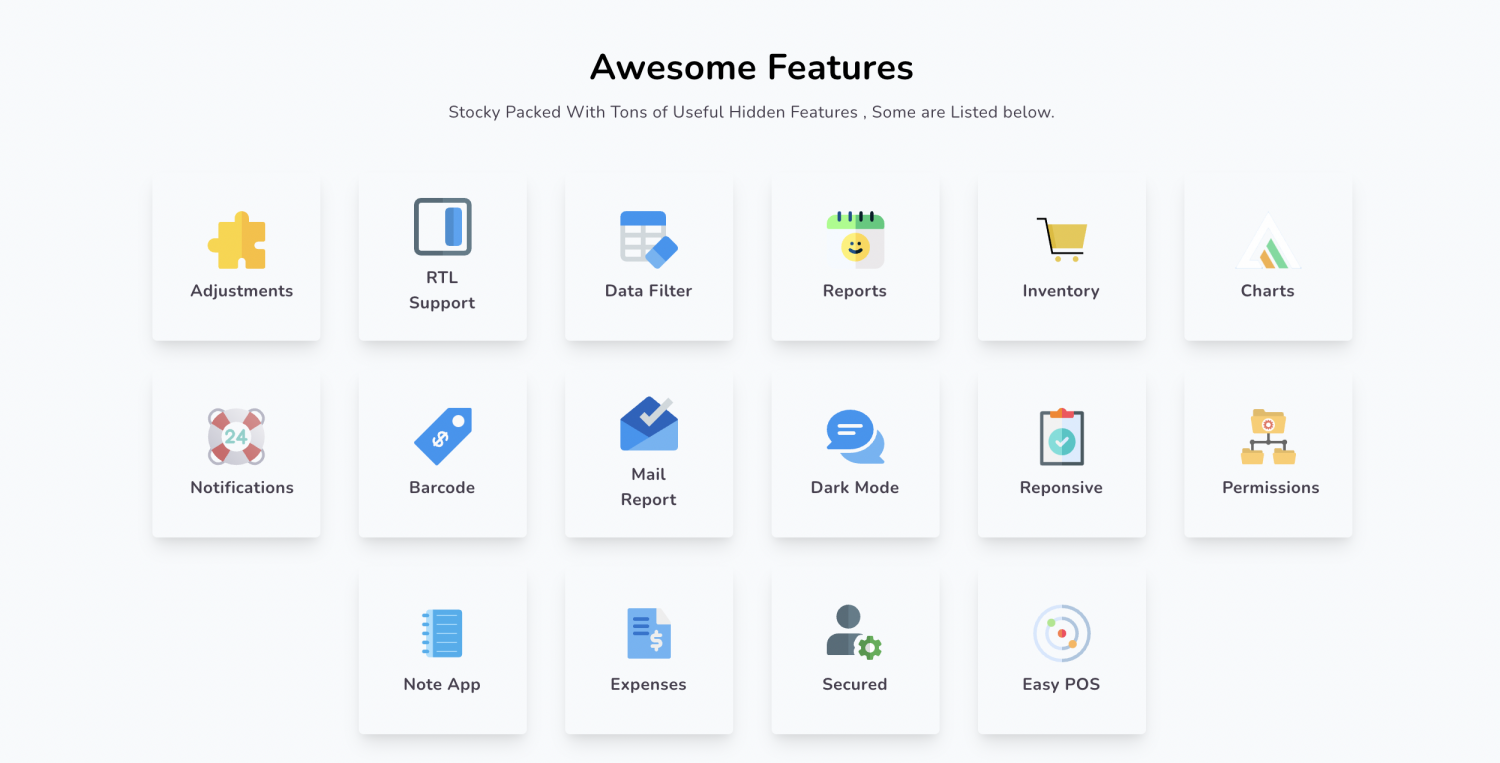 Awesome Features
Stocky Packed With Tons of Useful Hidden Features , Some are Listed below.
Adjustments
RTL
Support
Data Filter
Reports
Inventory
Charts
24
Notifications
$
Barcode
Mail
Report
Dark Mode
Reponsive
Permissions
Note App
$
Expenses
Secured
Easy POS